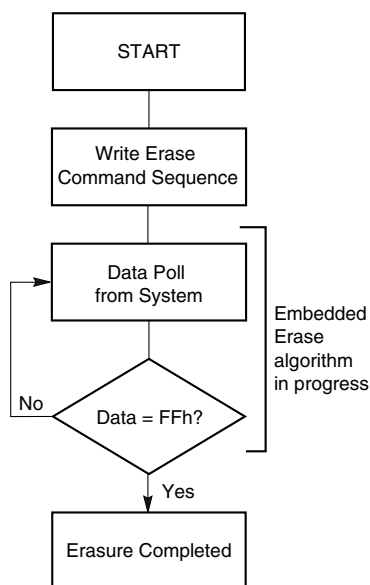 START
Write Erase
Command Sequence
Data Poll
from System
Embedded
Erase
algorithm
in progress
No
Data = FFh?
Yes
Erasure Completed